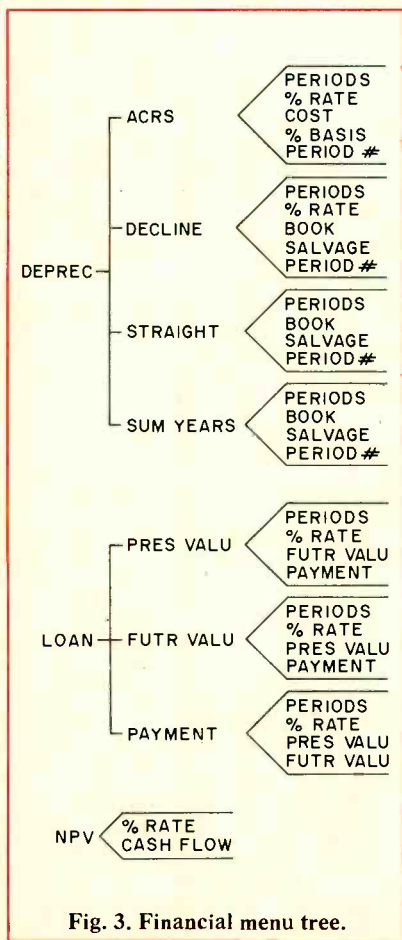 DEPREC
ACRS
PERIODS
% RATE
COST
% BASIS
PERIOD #
DECLINE
PERIODS
% RATE
BOOK
SALVAGE
PERIOD #
STRAIGHT
PERIODS
BOOK
SALVAGE
PERIOD #
SUM YEARS
PERIODS
BOOK
SALVAGE
PERIOD #
LOAN
PRES VALU
PERIODS
% RATE
FUTR VALU
PAYMENT
FUTR VALU
PERIODS
% RATE
PRES VALU
PAYMENT
PAYMENT
PERIODS
% RATE
PRES VALU
FUTR VALU
NPV
% RATE
CASH FLOW
Fig. 3. Financial menu tree.